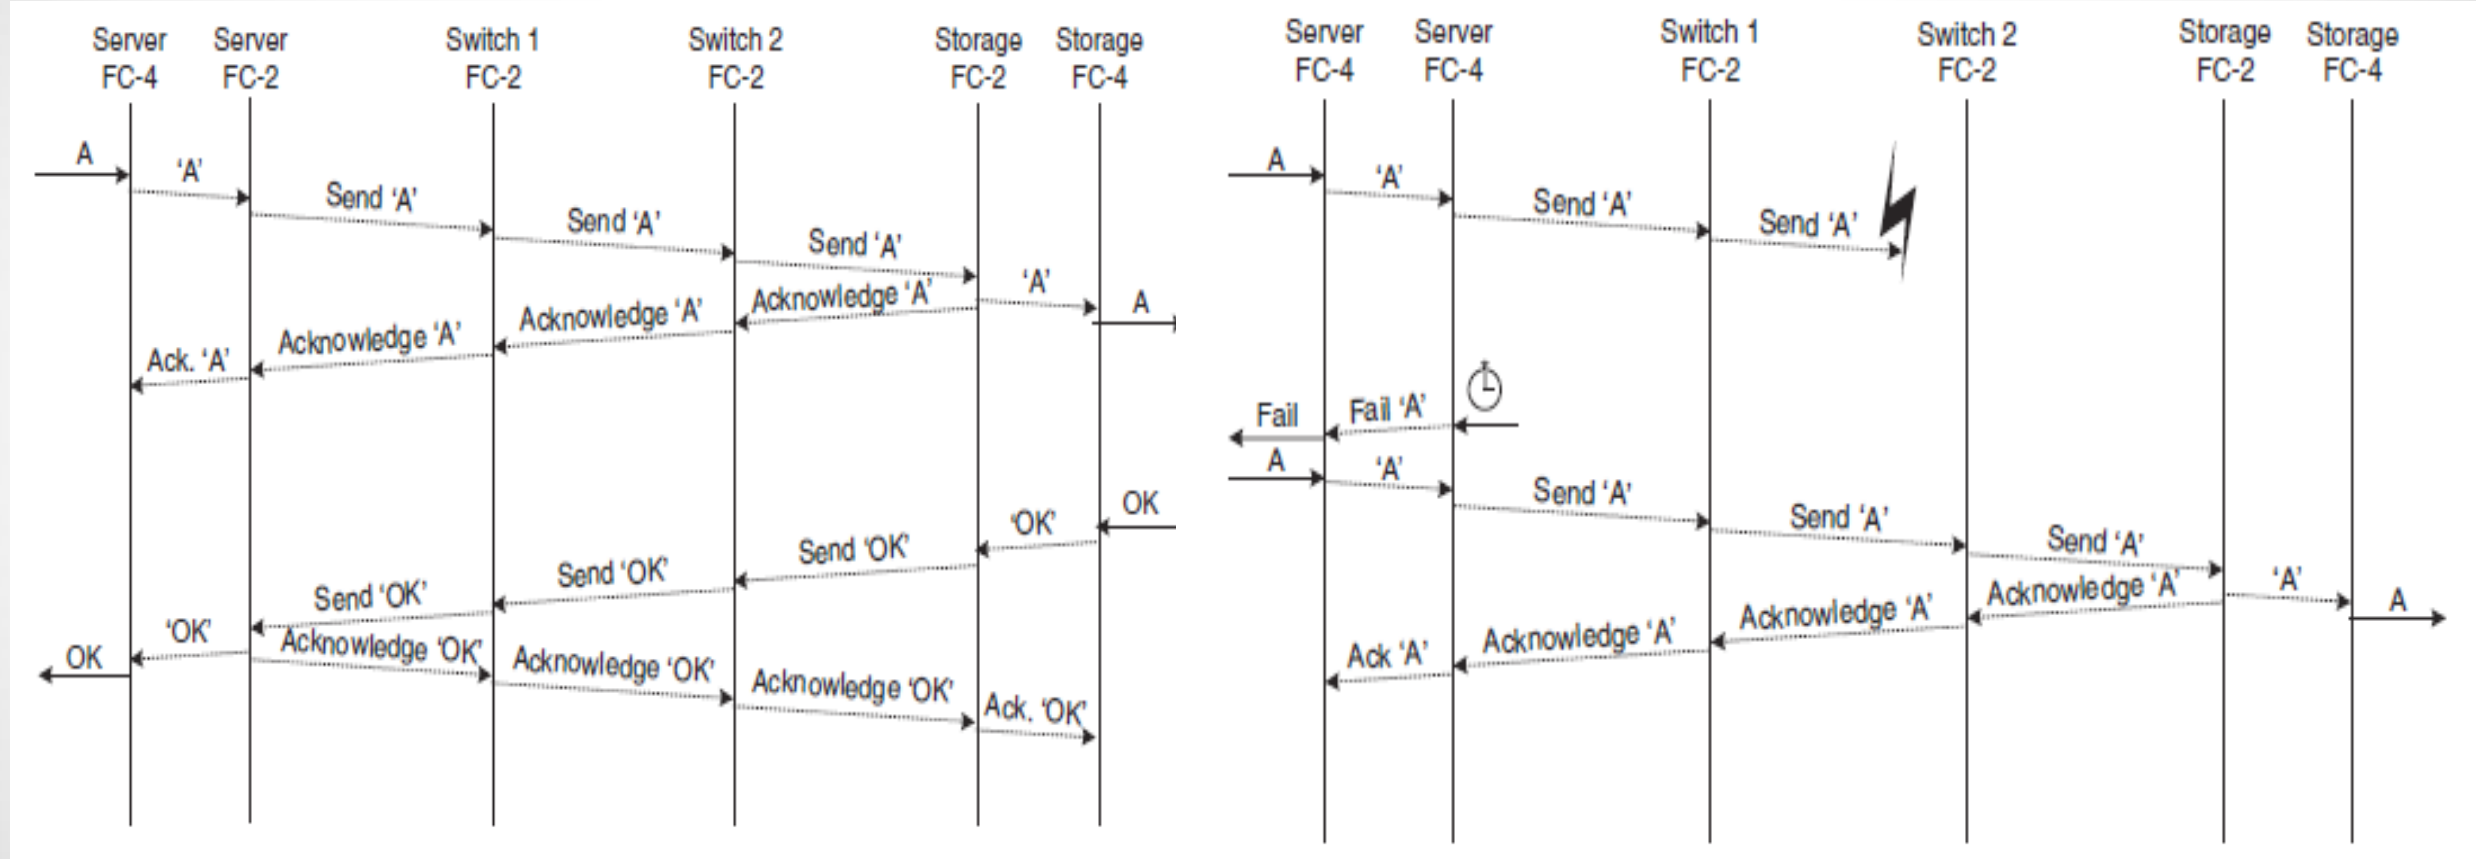 Server Server Switch 1 Switch 2 Storage Storage
FC-4 FC-2 FC-2 FC-2 FC-2 FC-4
A
'A'
Send 'A'
Send 'A'
Send 'A'
'A'
A
Acknowledge 'A'
Acknowledge 'A'
Acknowledge 'A'
Ack. 'A'
OK
'OK'
Send 'OK'
Send 'OK'
Send 'OK'
'OK'
OK
Acknowledge 'OK'
Acknowledge 'OK'
Acknowledge 'OK'
Ack. 'OK'
Server Server Switch 1 Switch 2 Storage Storage
FC-4 FC-4 FC-2 FC-2 FC-2 FC-4
A
'A'
Send 'A'
Send 'A'
Fail 'A'
Fail
A
'A'
Send 'A'
Send 'A'
Send 'A'
'A'
A
Acknowledge 'A'
Acknowledge 'A'
Acknowledge 'A'
Ack 'A'